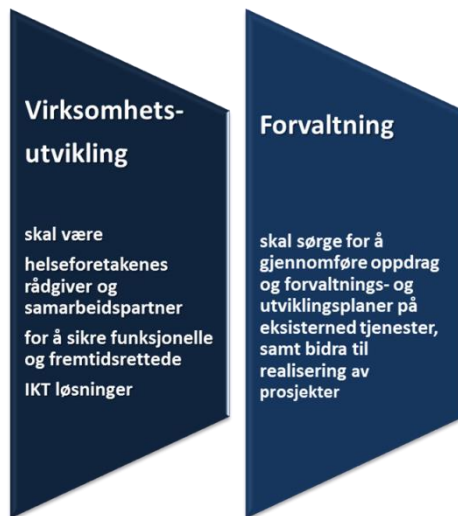 Virksomhets-
utvikling
skal være
helseforetakenes
rådgiver og
samarbeidspartner
for å sikre funksjonelle
og fremtidsrettede
IKT løsninger
Forvaltning
skal sørge for å
gjennomføre oppdrag
og forvaltnings- og
utviklingsplaner på
eksisterned tjenester,
samt bidra til
realisering av
prosjekter